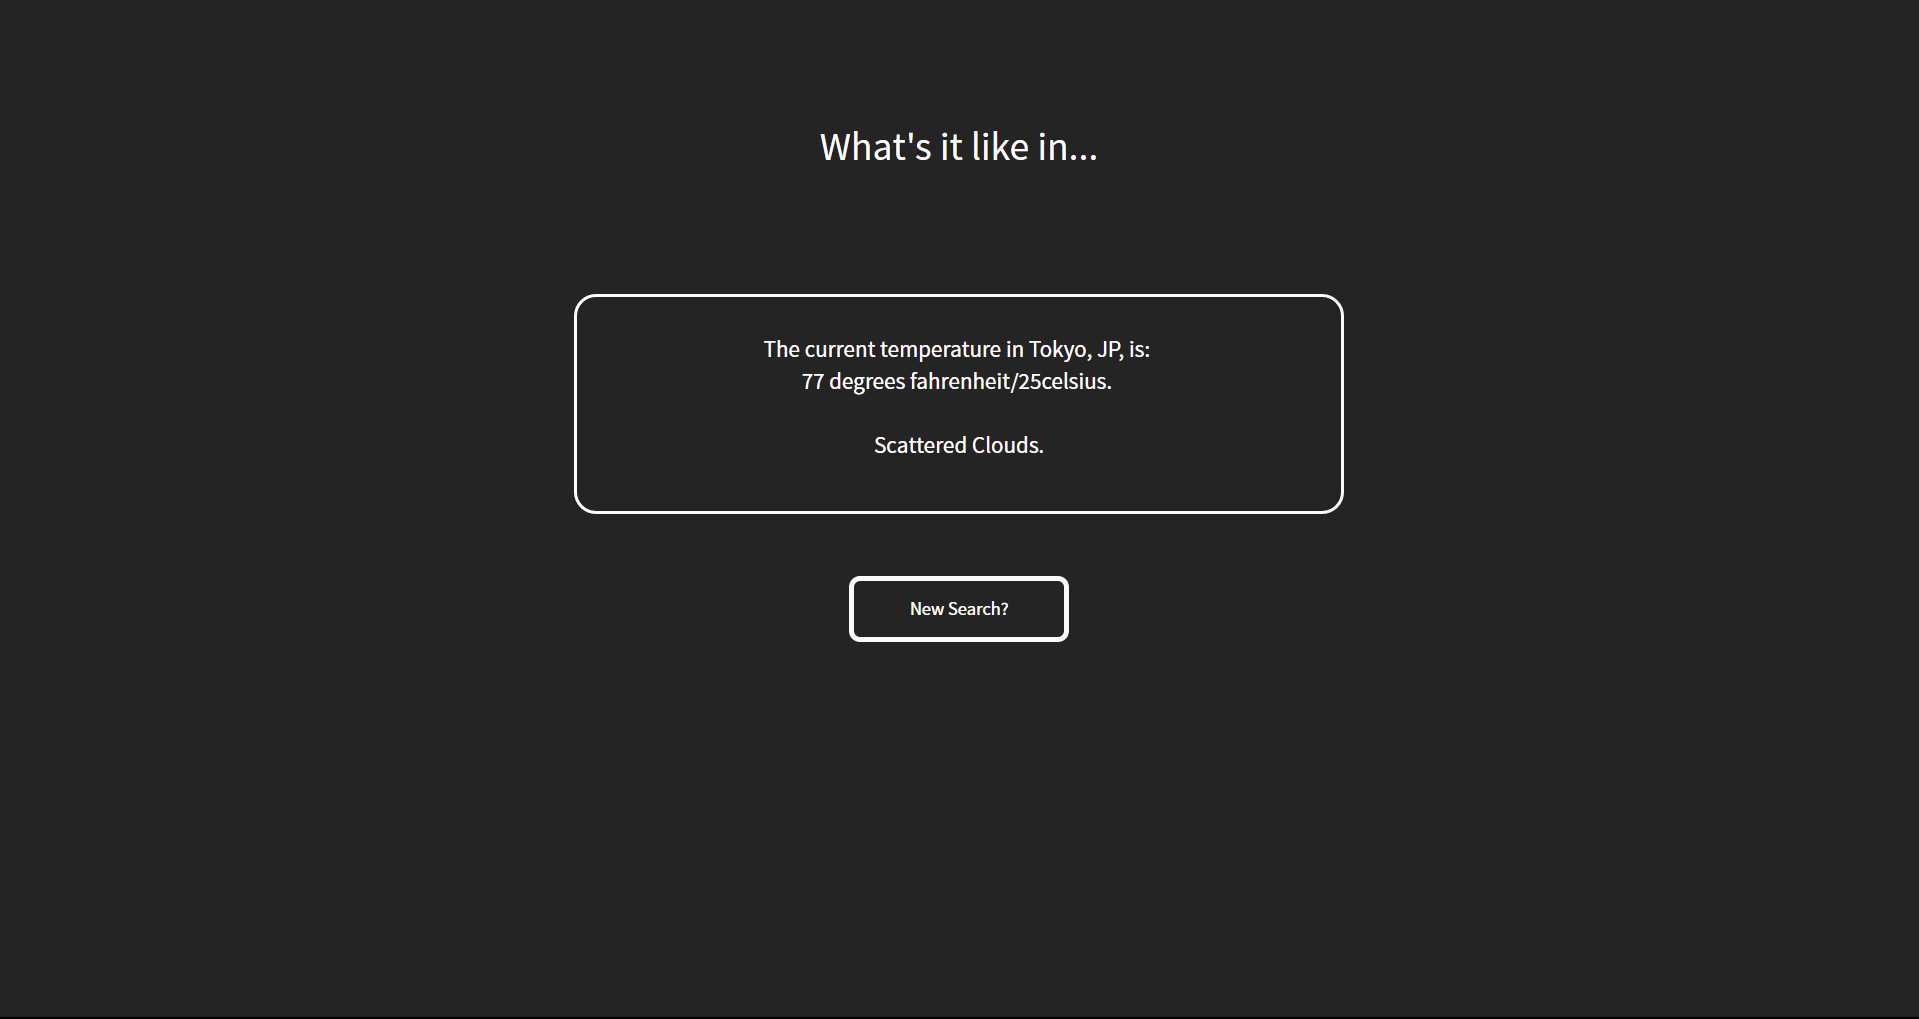 What's it like in...
The current temperature in Tokyo, JP, is:
77 degrees fahrenheit/25celsius.
Scattered Clouds.
New Search?